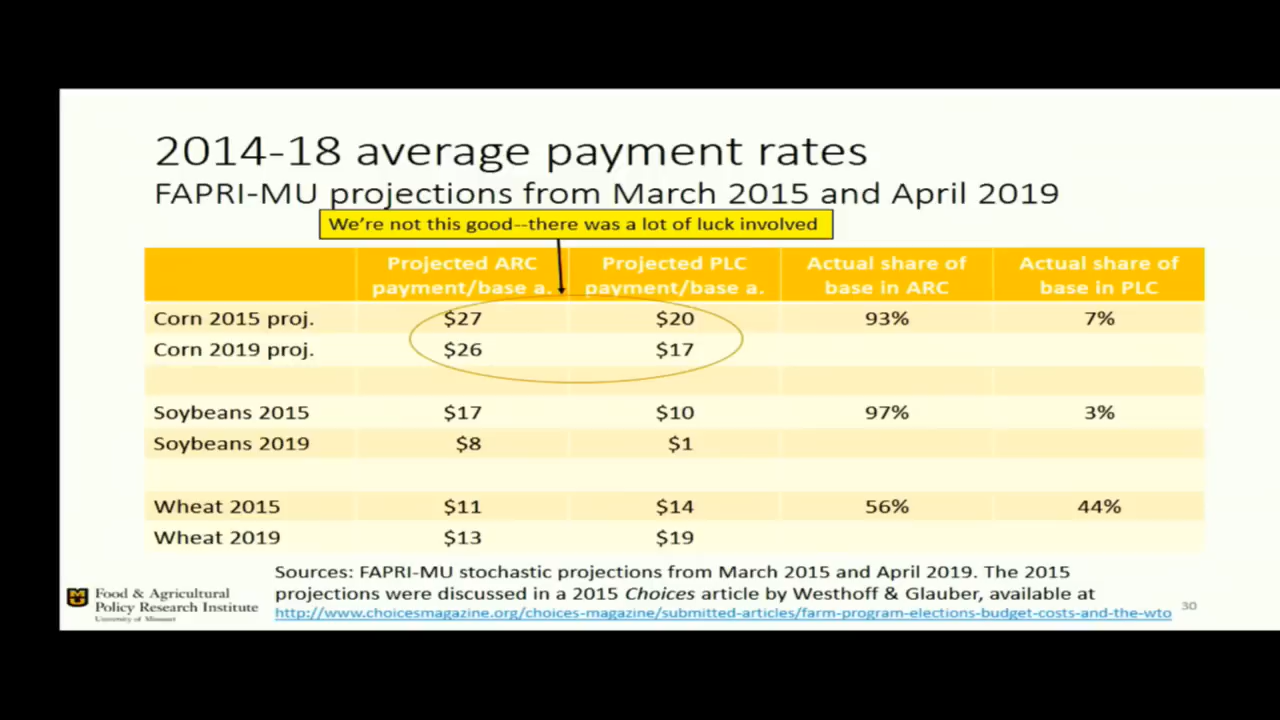 2014-18 average payment rates
FAPRI-MU projections from March 2015 and April 2019
We're not this good--there was a lot of luck involved
Projected ARC payment/base a. Projected PLC payment/base a. Actual share of base in ARC Actual share of base in PLC
Corn 2015 proj. $27 $20 93% 7%
Corn 2019 proj. $26 $17
Soybeans 2015 $17 $10 97% 3%
Soybeans 2019 $8 $1
Wheat 2015 $11 $14 56% 44%
Wheat 2019 $13 $19
Sources: FAPRI-MU stochastic projections from March 2015 and April 2019. The 2015
projections were discussed in a 2015 Choices article by Westhoff & Glauber, available at
http://www.choicesmagazine.org/choices-magazine/submitted-articles/farm-program-elections-budget-costs-and-the-wto
Food & Agricultural
Policy Research Institute
University of Missouri
30